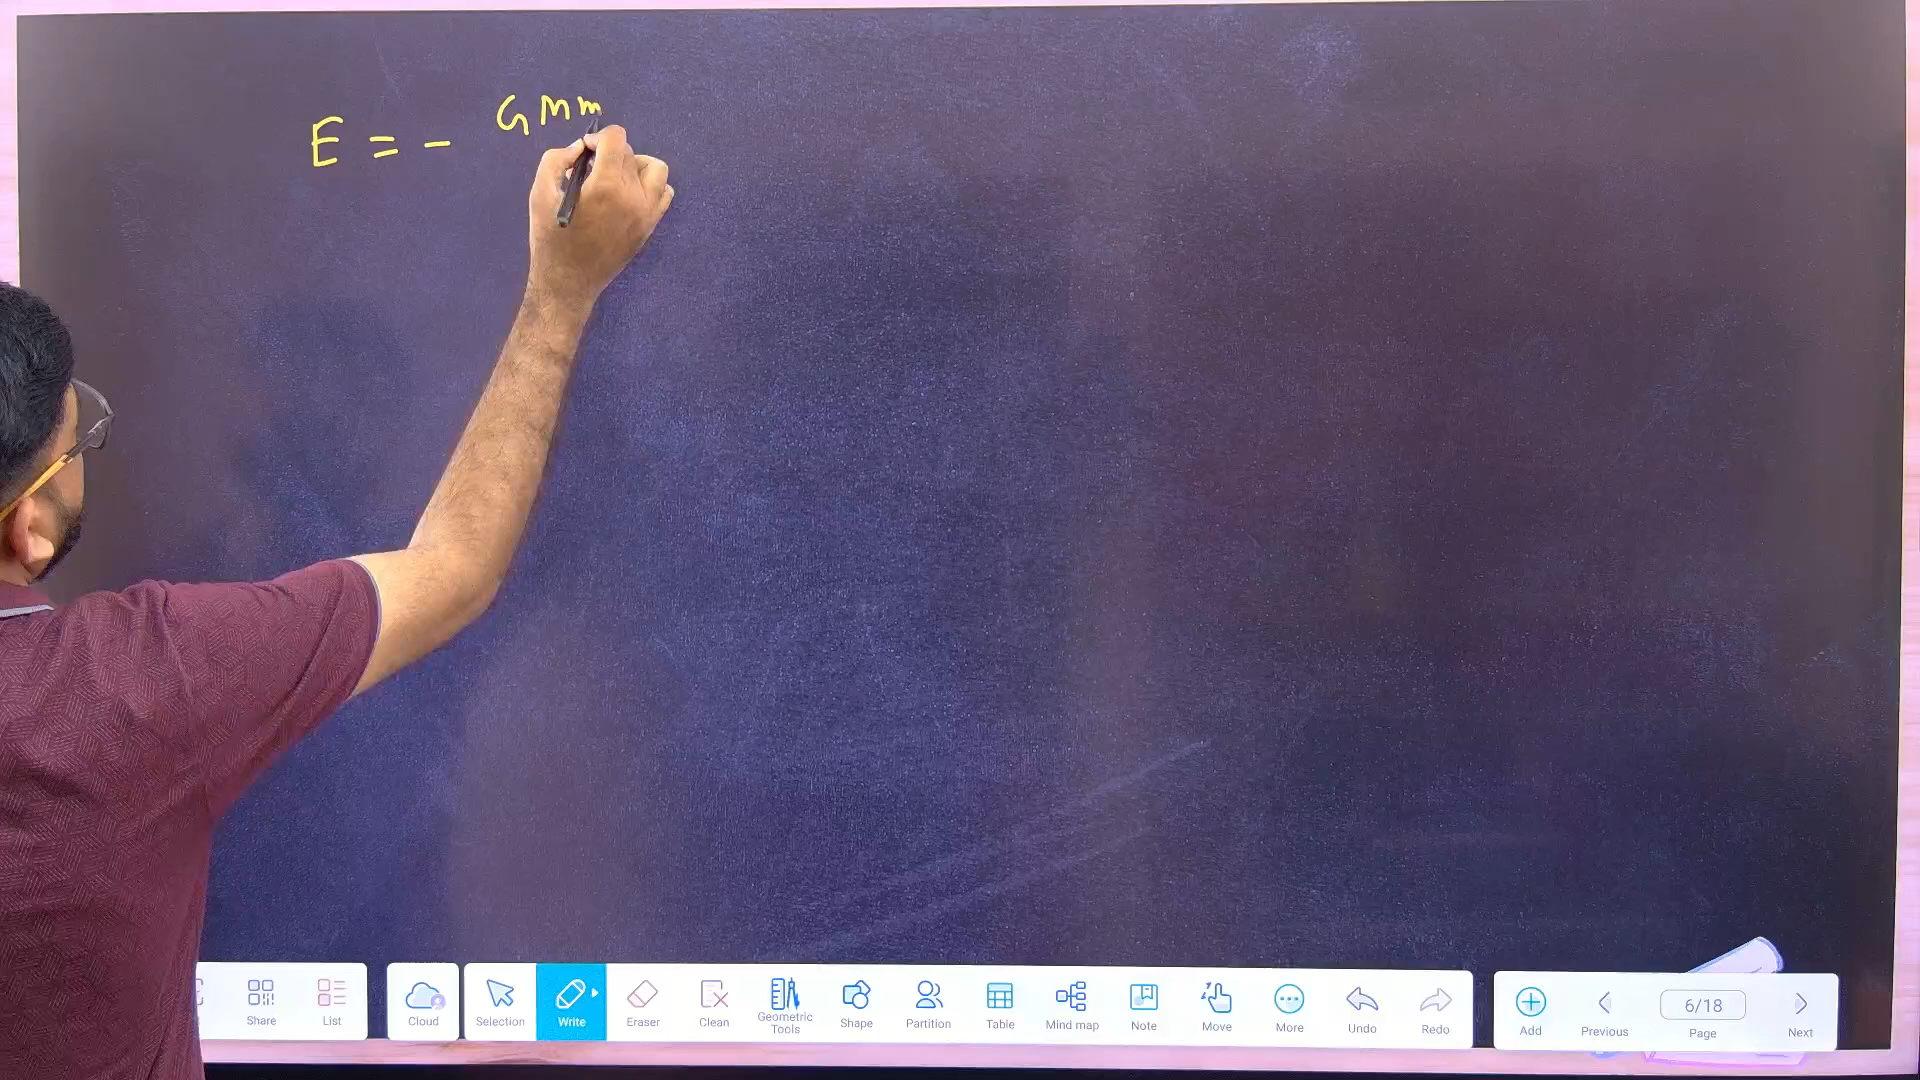 E = - GMm
Share
List
Cloud
Selection
Write
Eraser
Clean
Geometric
Tools
Shape
Partition
Table
Mind map
Note
Move
More
Undo
Redo
Add
Previous
6/18
Page
Next